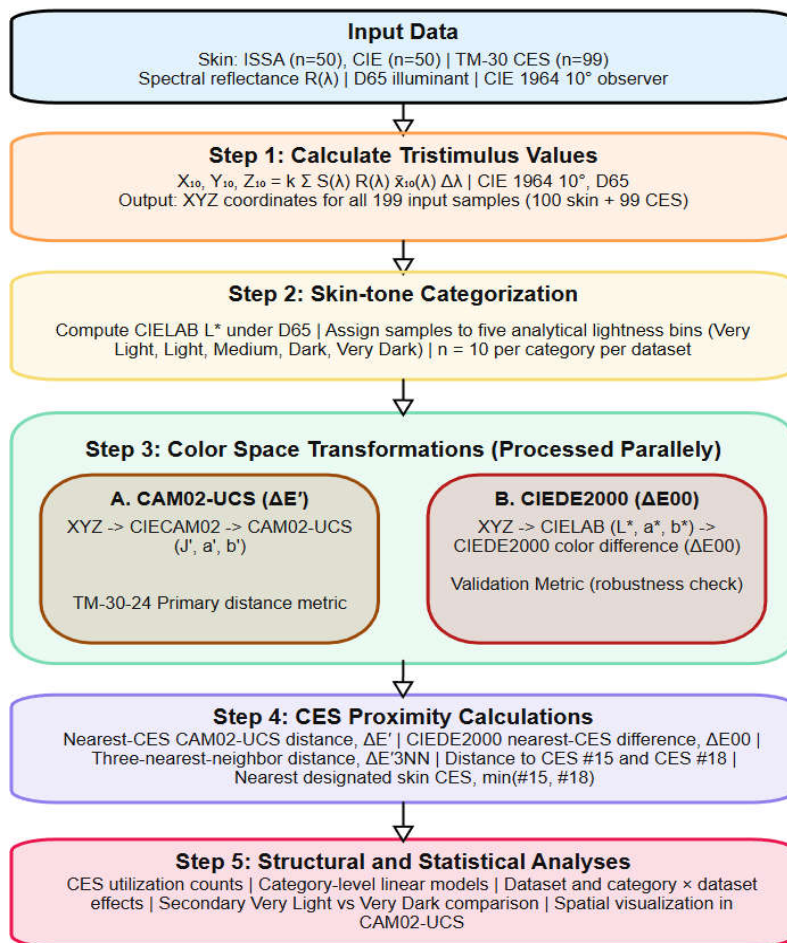 Input Data
Skin: ISSA (n=50), CIE (n=50) | TM-30 CES (n=99)
Spectral reflectance R(λ) | D65 illuminant | CIE 1964 10° observer
Step 1: Calculate Tristimulus Values
X₁₀, Y₁₀, Z₁₀ = k Σ S(λ) R(λ) x̄₁₀(λ) Δλ | CIE 1964 10°, D65
Output: XYZ coordinates for all 199 input samples (100 skin + 99 CES)
Step 2: Skin-tone Categorization
Compute CIELAB L* under D65 | Assign samples to five analytical lightness bins (Very
Light, Light, Medium, Dark, Very Dark) | n = 10 per category per dataset
Step 3: Color Space Transformations (Processed Parallely)
A. CAM02-UCS (ΔE′)
XYZ -> CIECAM02 -> CAM02-UCS
(J', a', b')
TM-30-24 Primary distance metric
B. CIEDE2000 (ΔE00)
XYZ -> CIELAB (L*, a*, b*) ->
CIEDE2000 color difference (ΔE00)
Validation Metric (robustness check)
Step 4: CES Proximity Calculations
Nearest-CES CAM02-UCS distance, ΔE′ | CIEDE2000 nearest-CES difference, ΔE00 |
Three-nearest-neighbor distance, ΔE′3NN | Distance to CES #15 and CES #18 |
Nearest designated skin CES, min(#15, #18)
Step 5: Structural and Statistical Analyses
CES utilization counts | Category-level linear models | Dataset and category × dataset
effects | Secondary Very Light vs Very Dark comparison | Spatial visualization in
CAM02-UCS